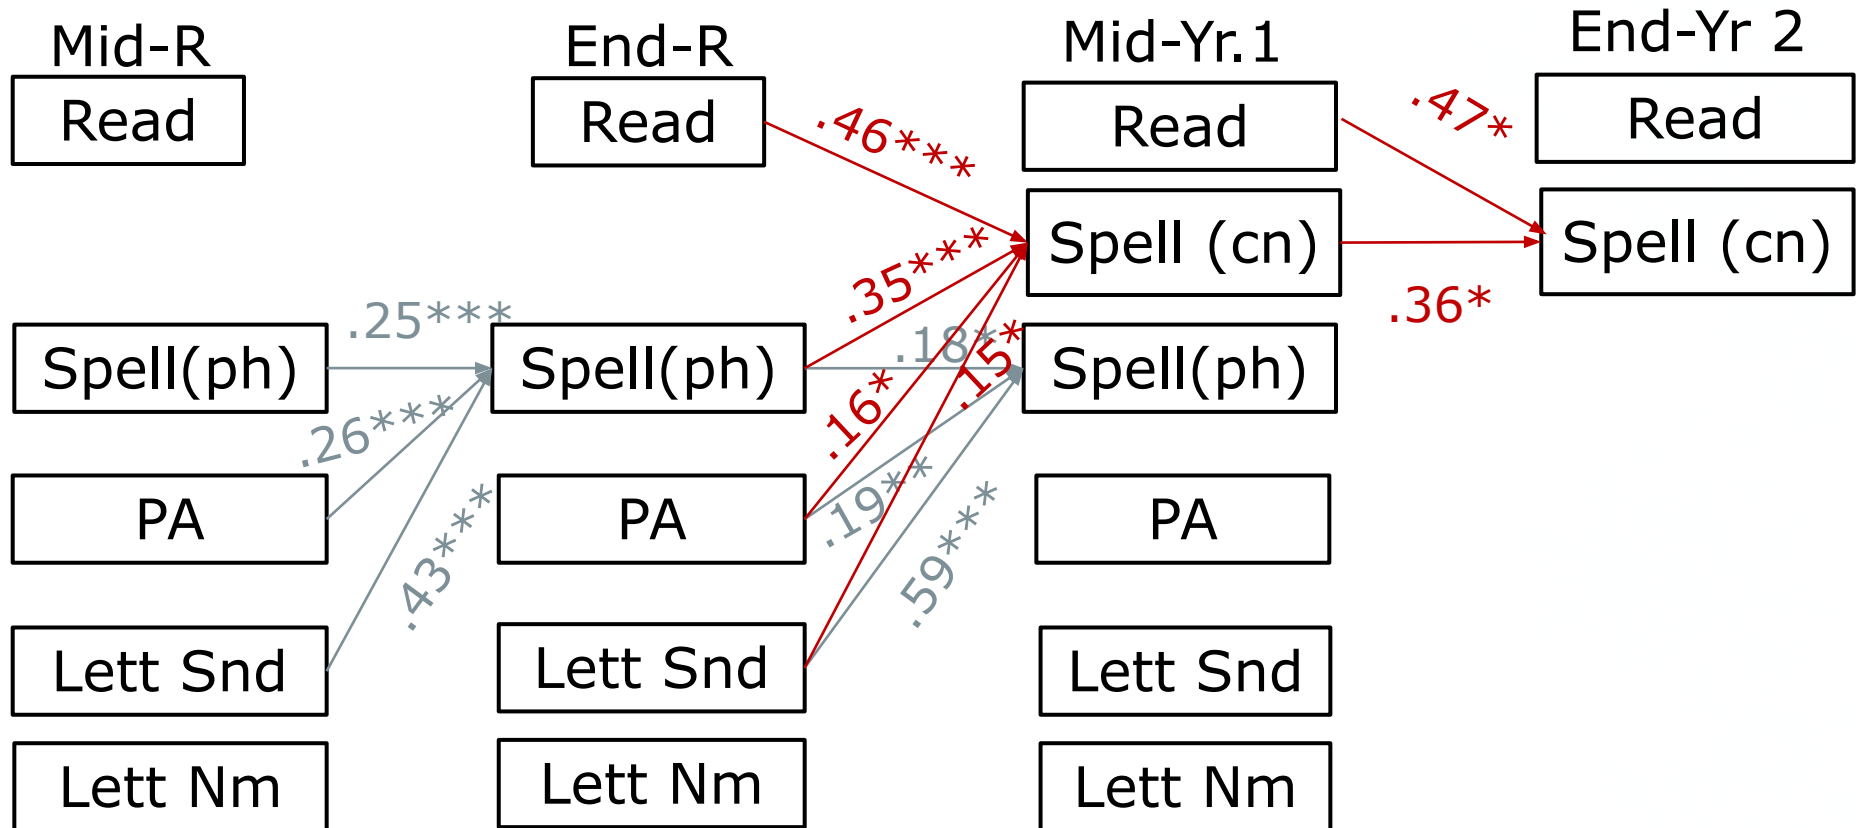 Mid-R
End-R
Mid-Yr.1
End-Yr 2
Read
Read
Read
Read
.46***
.47*
Spell (cn)
Spell (cn)
.35***
.36*
.25***
.18*
.15*
Spell(ph)
Spell(ph)
Spell(ph)
.26***
.16*
PA
PA
PA
.43***
.19**
.59***
Lett Snd
Lett Snd
Lett Snd
Lett Nm
Lett Nm
Lett Nm